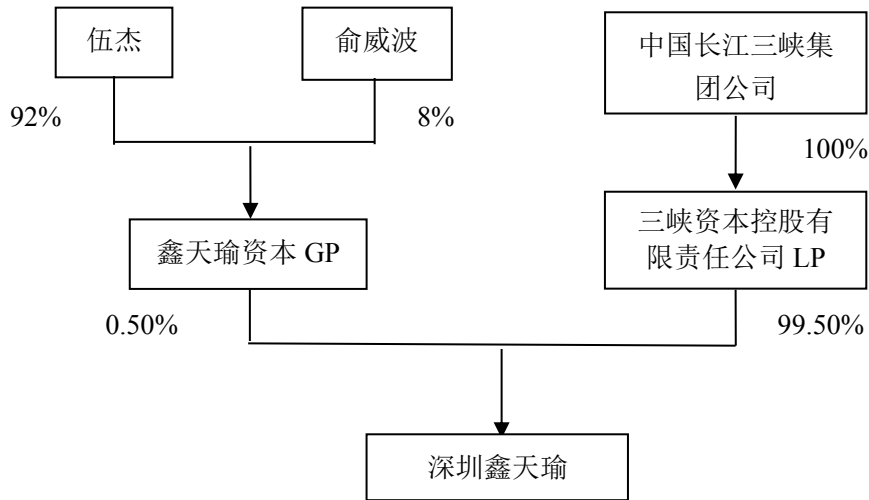 伍杰
俞威波
中国长江三峡集
团公司
92%
8%
100%
鑫天瑜资本 GP
三峡资本控股有
限责任公司 LP
0.50%
99.50%
深圳鑫天瑜